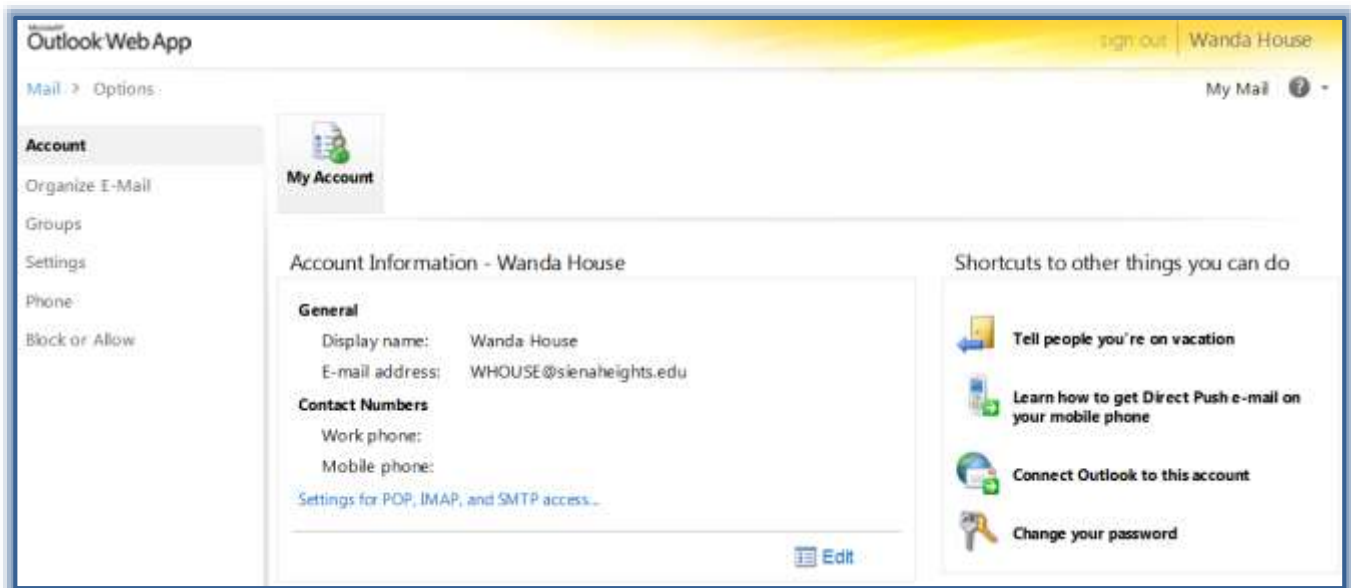 Microsoft
Outlook Web App
sign out Wanda House
Mail > Options
My Mail
Account
Organize E-Mail
Groups
Settings
Phone
Block or Allow
My Account
Account Information - Wanda House
General
Display name: Wanda House
E-mail address: WHOUSE@sienaheights.edu
Contact Numbers
Work phone:
Mobile phone:
Settings for POP, IMAP, and SMTP access...
Edit
Shortcuts to other things you can do
Tell people you're on vacation
Learn how to get Direct Push e-mail on
your mobile phone
Connect Outlook to this account
Change your password